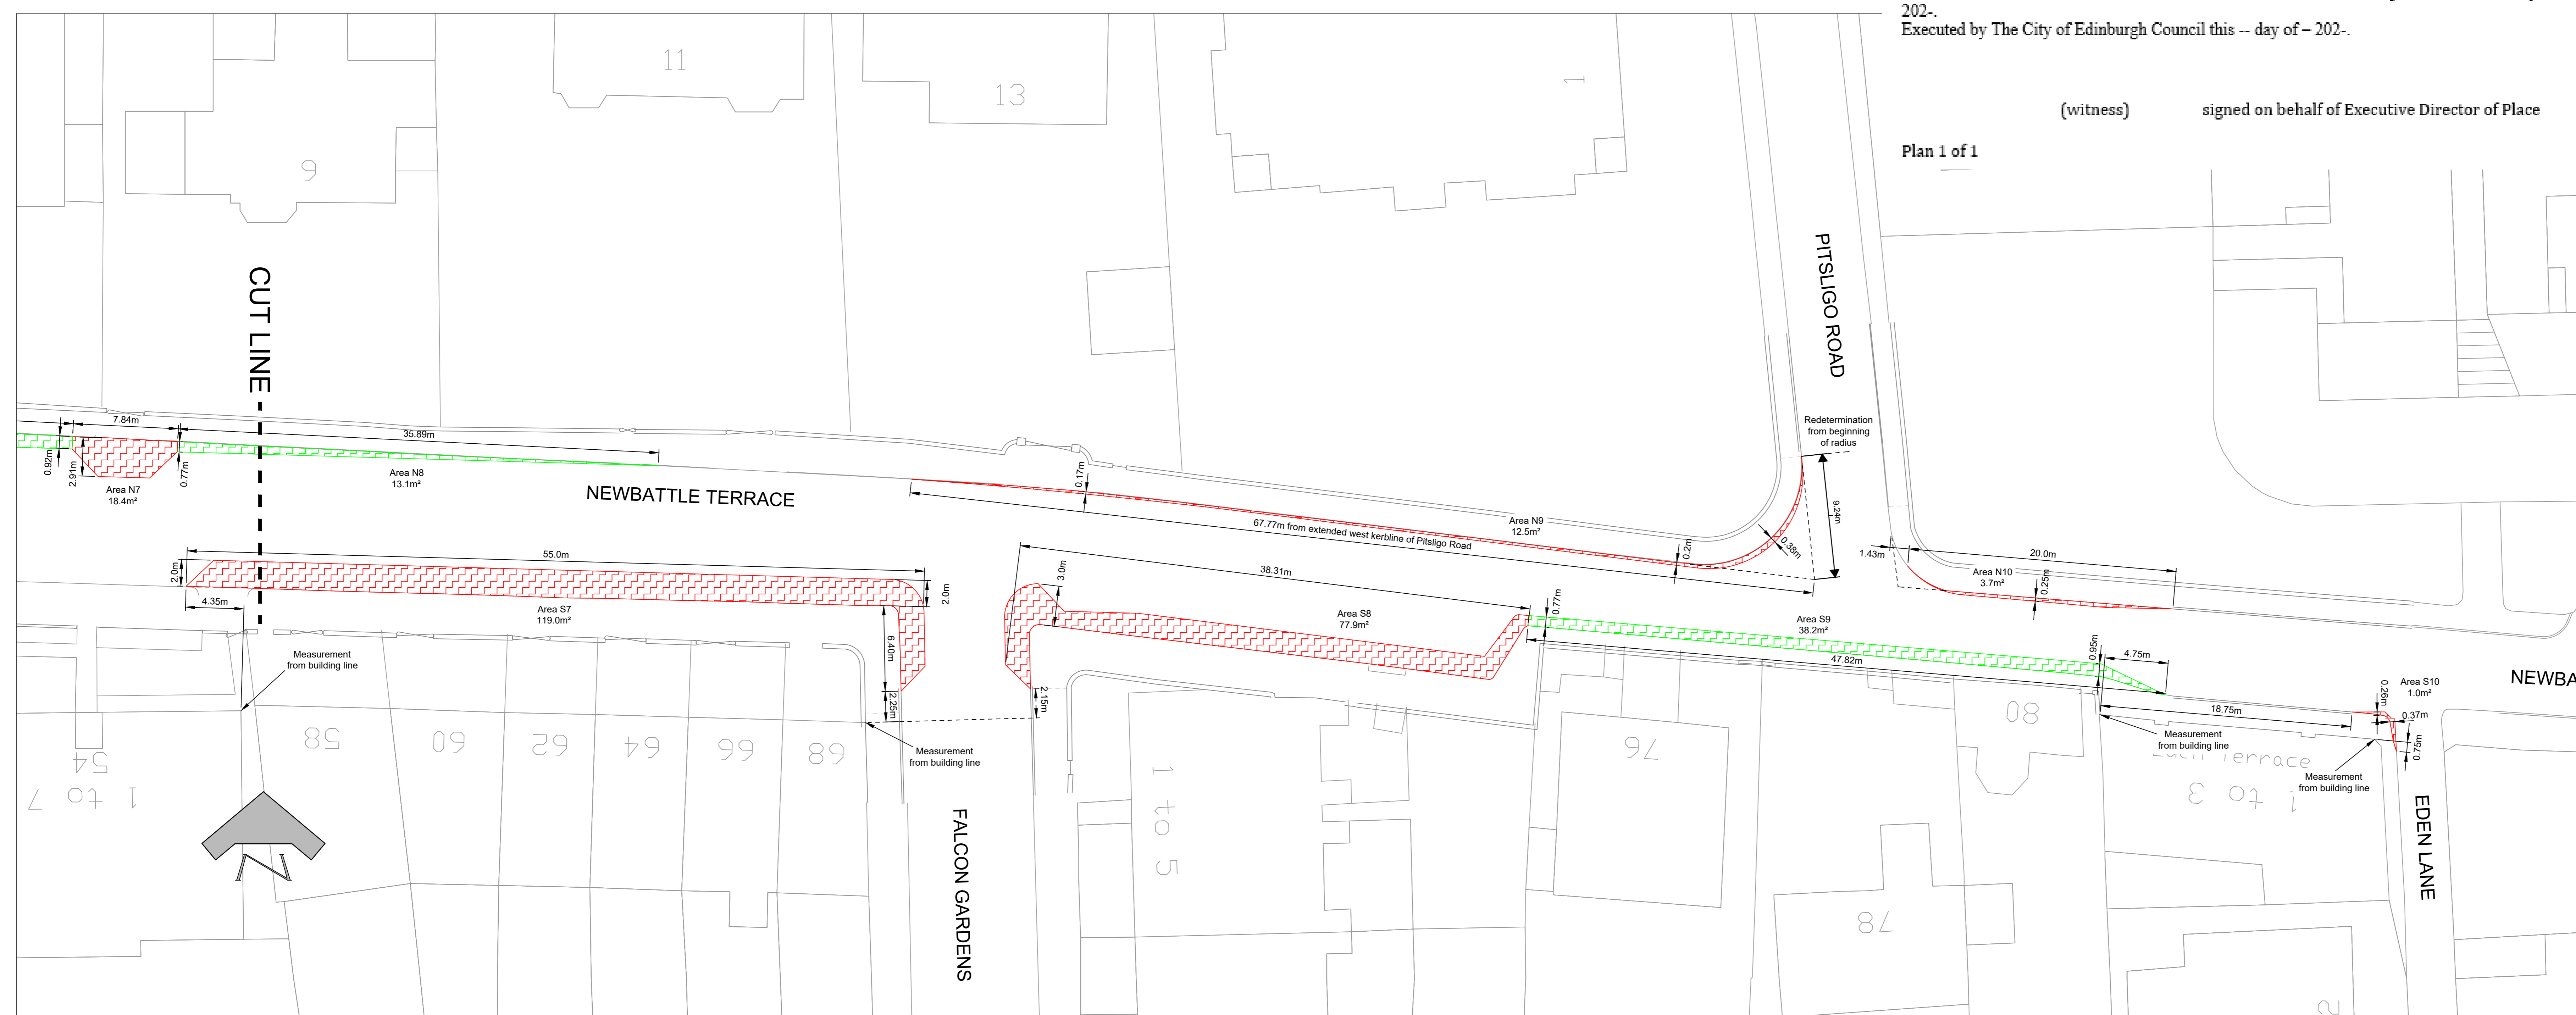 202-.
Executed by The City of Edinburgh Council this -- day of – 202-.
(witness) signed on behalf of Executive Director of Place
Plan 1 of 1
11
13
1
9
CUT LINE
PITSLIGO ROAD
Redetermination
from beginning
of radius
7.84m
35.89m
0.92m
2.91m
0.77m
Area N7
18.4m²
Area N8
13.1m²
NEWBATTLE TERRACE
0.17m
67.77m from extended west kerbline of Pitsligo Road
Area N9
12.5m²
0.2m
0.38m
9.24m
1.43m
20.0m
Area N10
3.7m²
0.25m
55.0m
2.0m
2.0m
4.35m
Area S7
119.0m²
6.40m
2.25m
3.0m
38.31m
Area S8
77.9m²
2.15m
0.77m
Area S9
38.2m²
47.82m
0.95m
4.75m
18.75m
Area S10
1.0m²
0.26m
0.37m
0.75m
NEWBA
Measurement
from building line
Measurement
from building line
Measurement
from building line
Measurement
from building line
54
1 to 7
58
60
62
64
66
68
N
FALCON GARDENS
1 to 5
76
78
80
Terrace
1 to 3
EDEN LANE
2